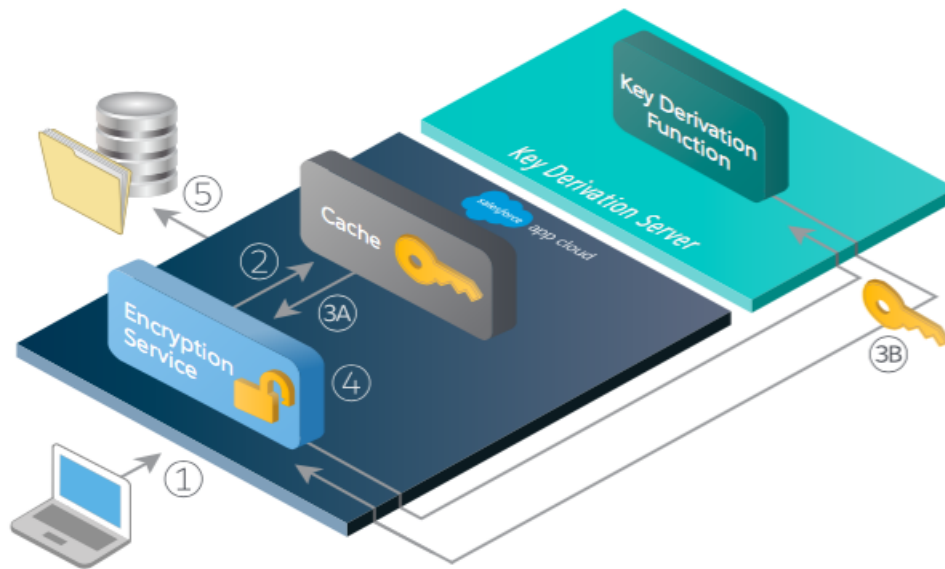 Key Derivation
Function
Key Derivation Server
salesforce
app cloud
Cache
5
2
3A
3B
Encryption
Service
4
1